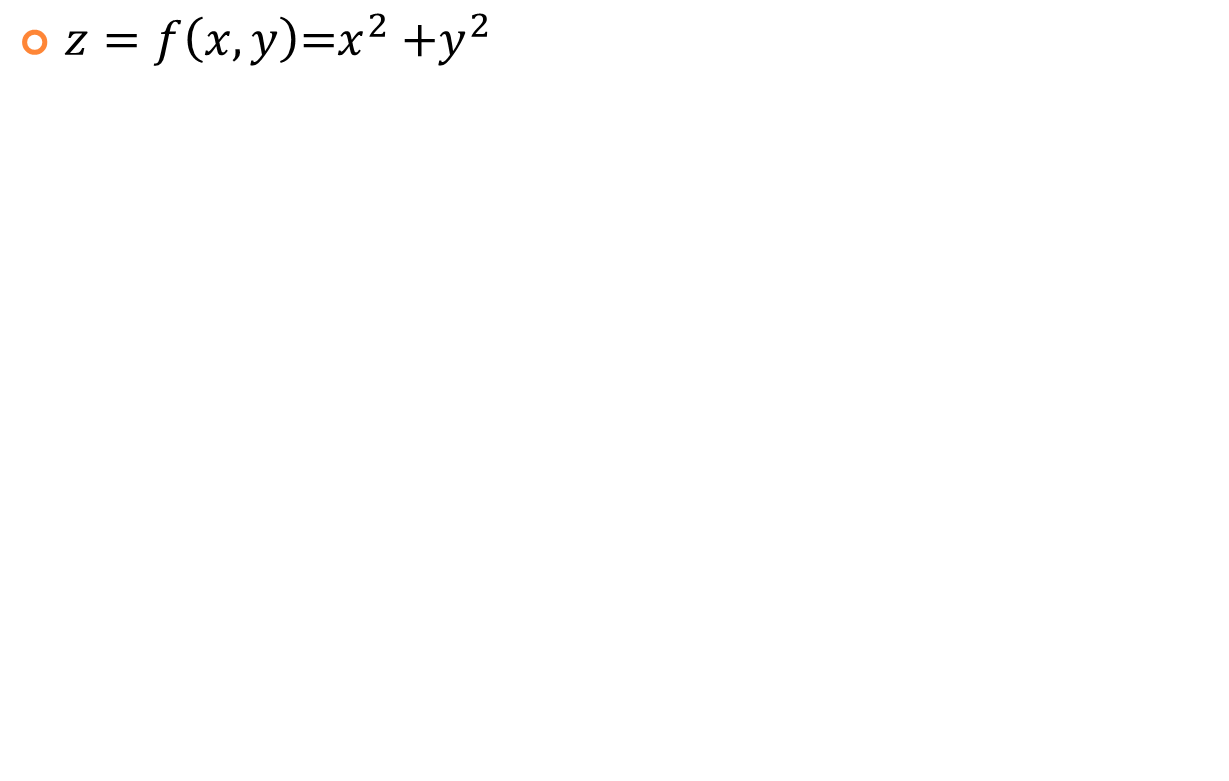 z = f(x, y)=x² +y²